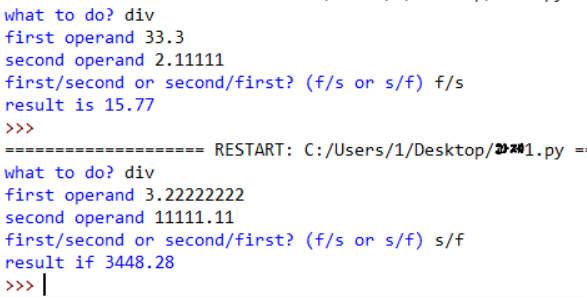 what to do? div
first operand 33.3
second operand 2.11111
first/second or second/first? (f/s or s/f) f/s
result is 15.77
>>>
==================== RESTART: C:/Users/1/Desktop/1.py ==
what to do? div
first operand 3.22222222
second operand 11111.11
first/second or second/first? (f/s or s/f) s/f
result if 3448.28
>>>